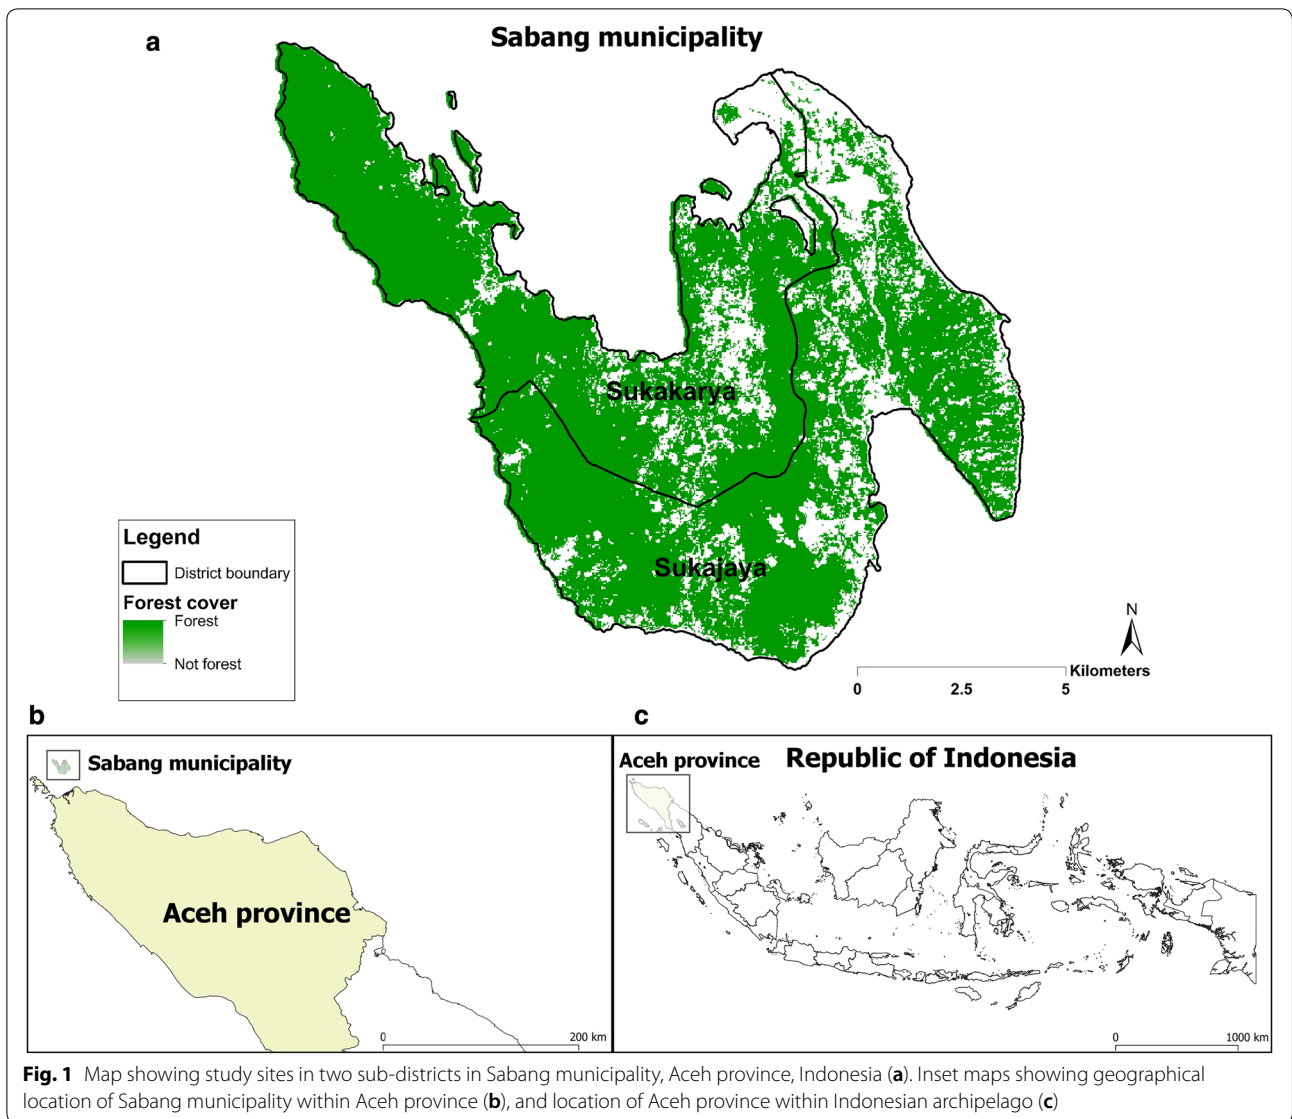 a
Sabang municipality
Sukakarya
Sukajaya
Legend
District boundary
Forest cover
Forest
Not forest
N
Kilometers
0 2.5 5
b
Sabang municipality
Aceh province
0 200 km
c
Republic of Indonesia
Aceh province
0 1000 km
Fig. 1 Map showing study sites in two sub-districts in Sabang municipality, Aceh province, Indonesia (a). Inset maps showing geographical
location of Sabang municipality within Aceh province (b), and location of Aceh province within Indonesian archipelago (c)